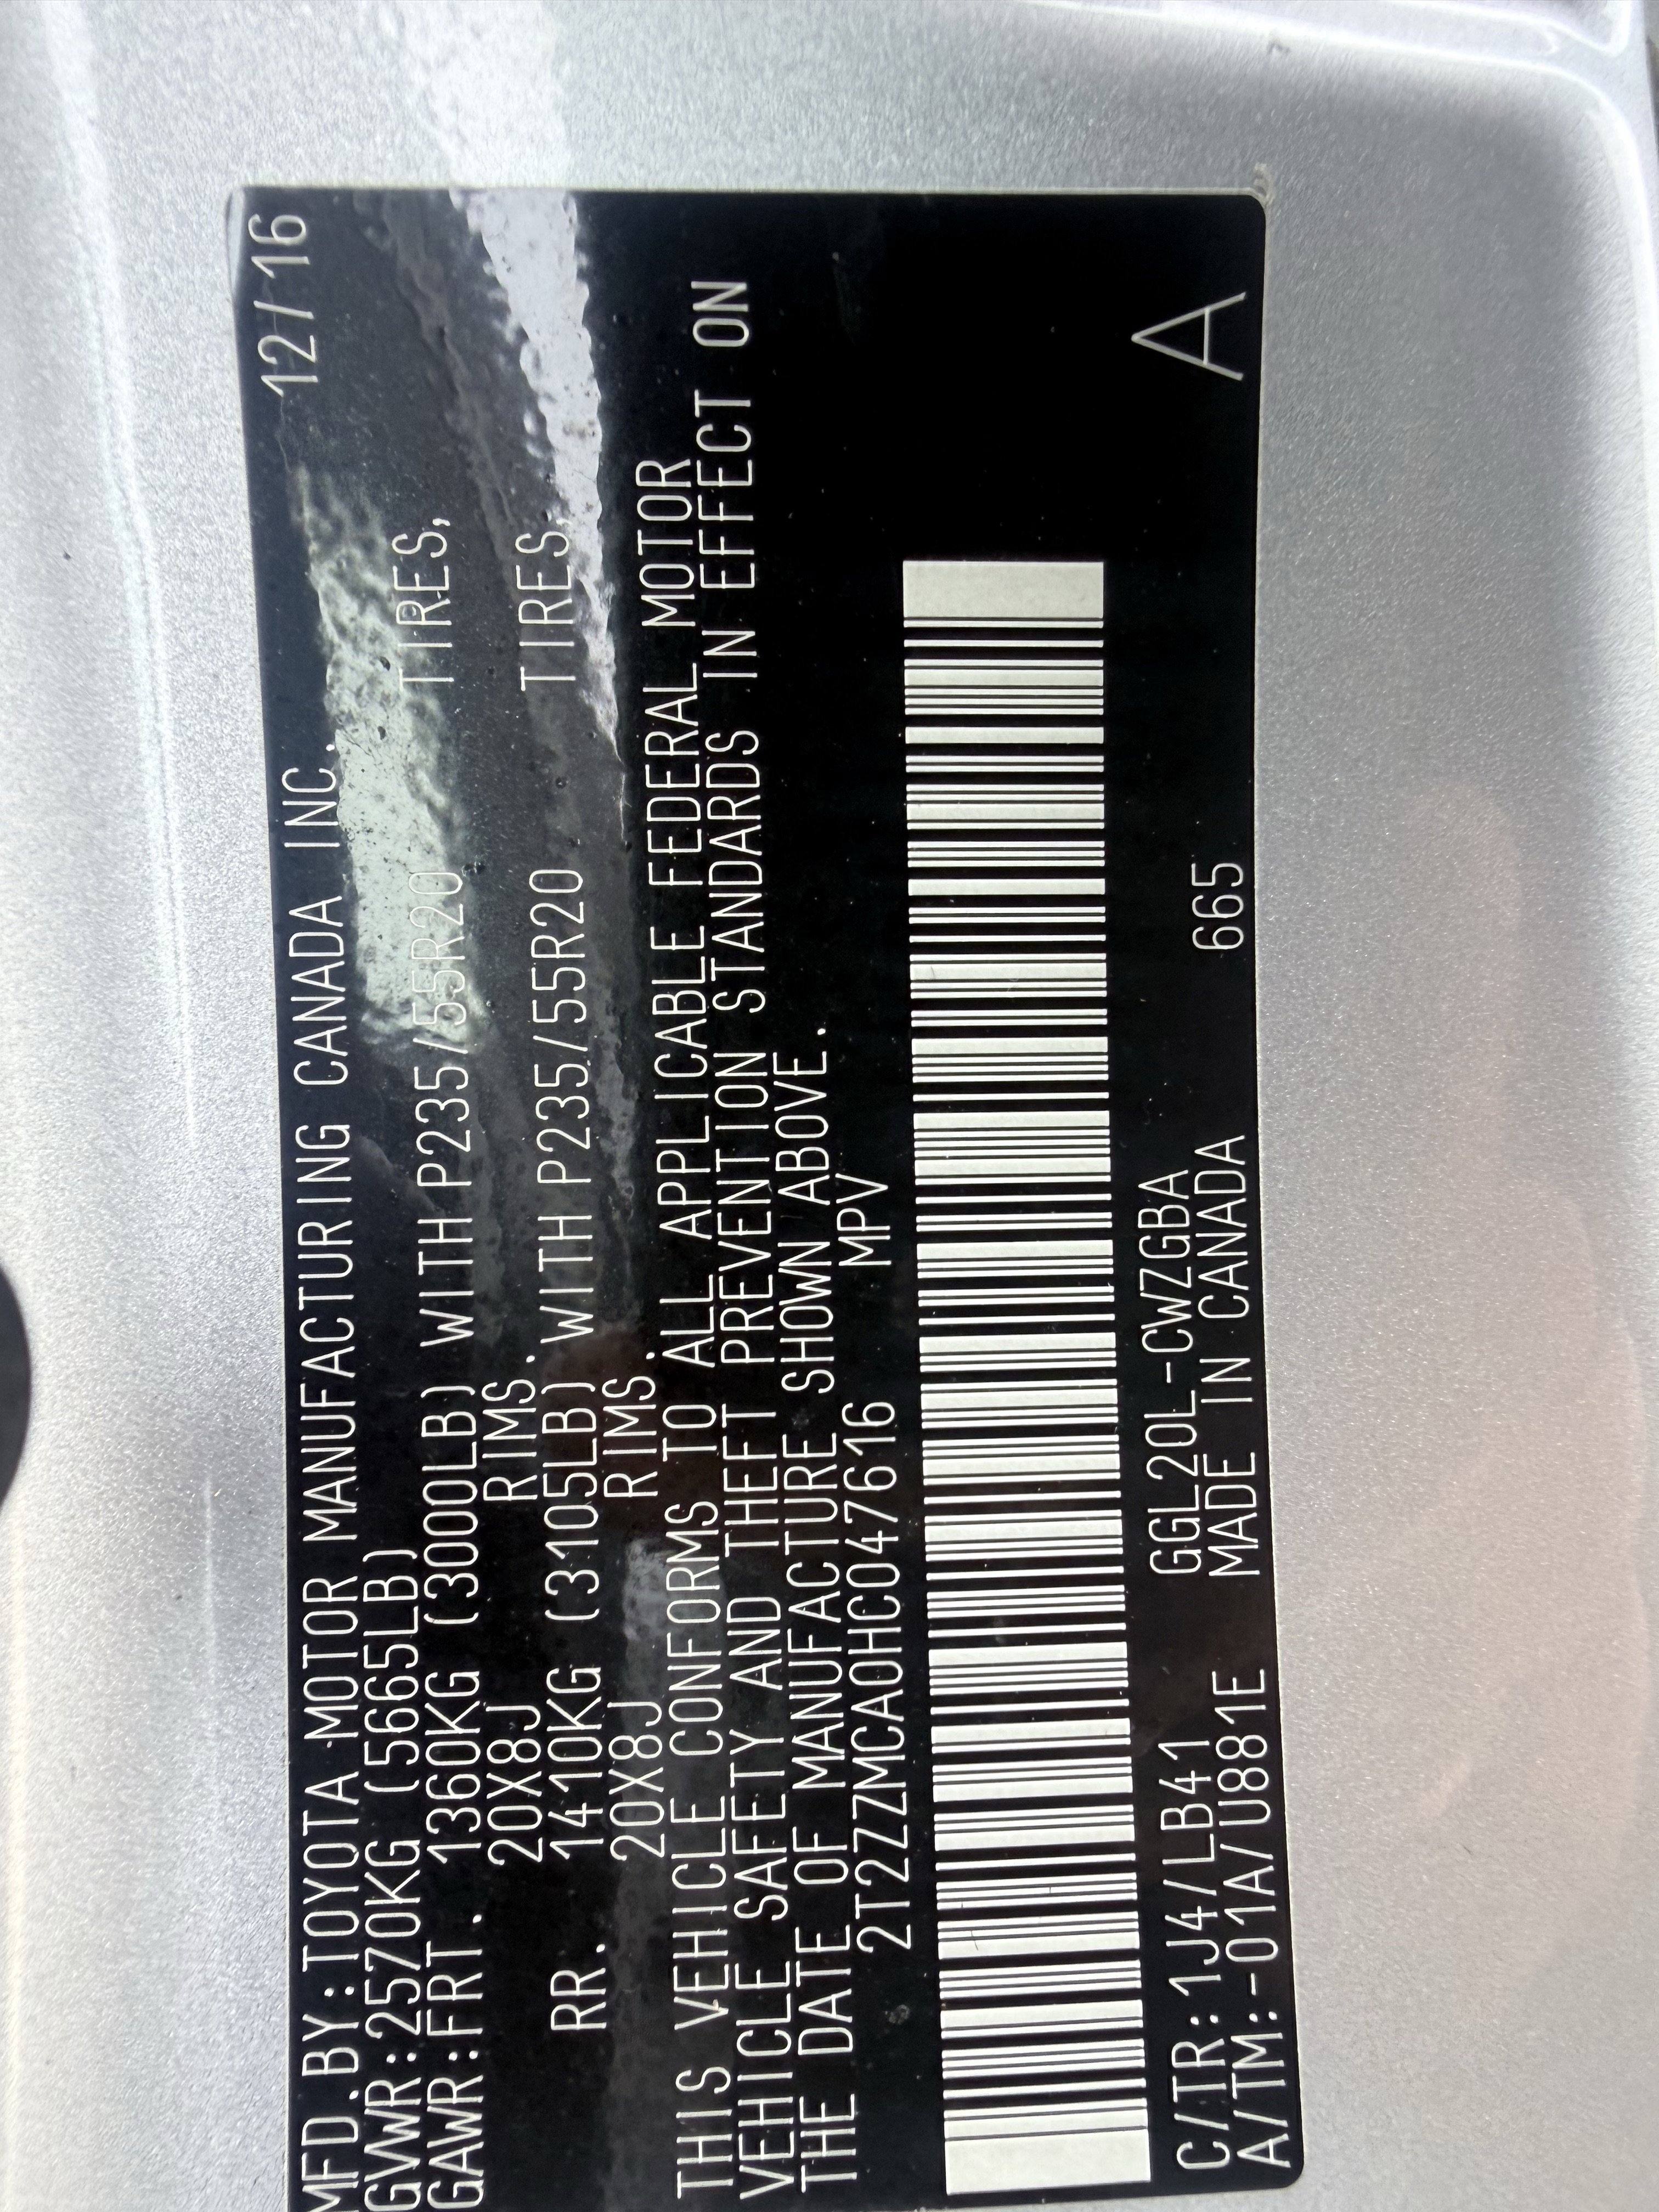 MFD.BY:TOYOTA MOTOR MANUFACTURING CANADA INC. 12/16
GVWR:2570KG (5665LB)
GAWR:FRT. 1360KG (3000LB) WITH P235/55R20 TIRES,
20X8J RIMS.
RR. 1410KG (3105LB) WITH P235/55R20 TIRES,
20X8J RIMS.
THIS VEHICLE CONFORMS TO ALL APPLICABLE FEDERAL MOTOR
VEHICLE SAFETY AND THEFT PREVENTION STANDARDS IN EFFECT ON
THE DATE OF MANUFACTURE SHOWN ABOVE.
2T2ZZMCA0HC047616 MPV
C/TR:1J4/LB41 GGL20L-CWZGBA
A/TM:-01A/U881E MADE IN CANADA 665 A